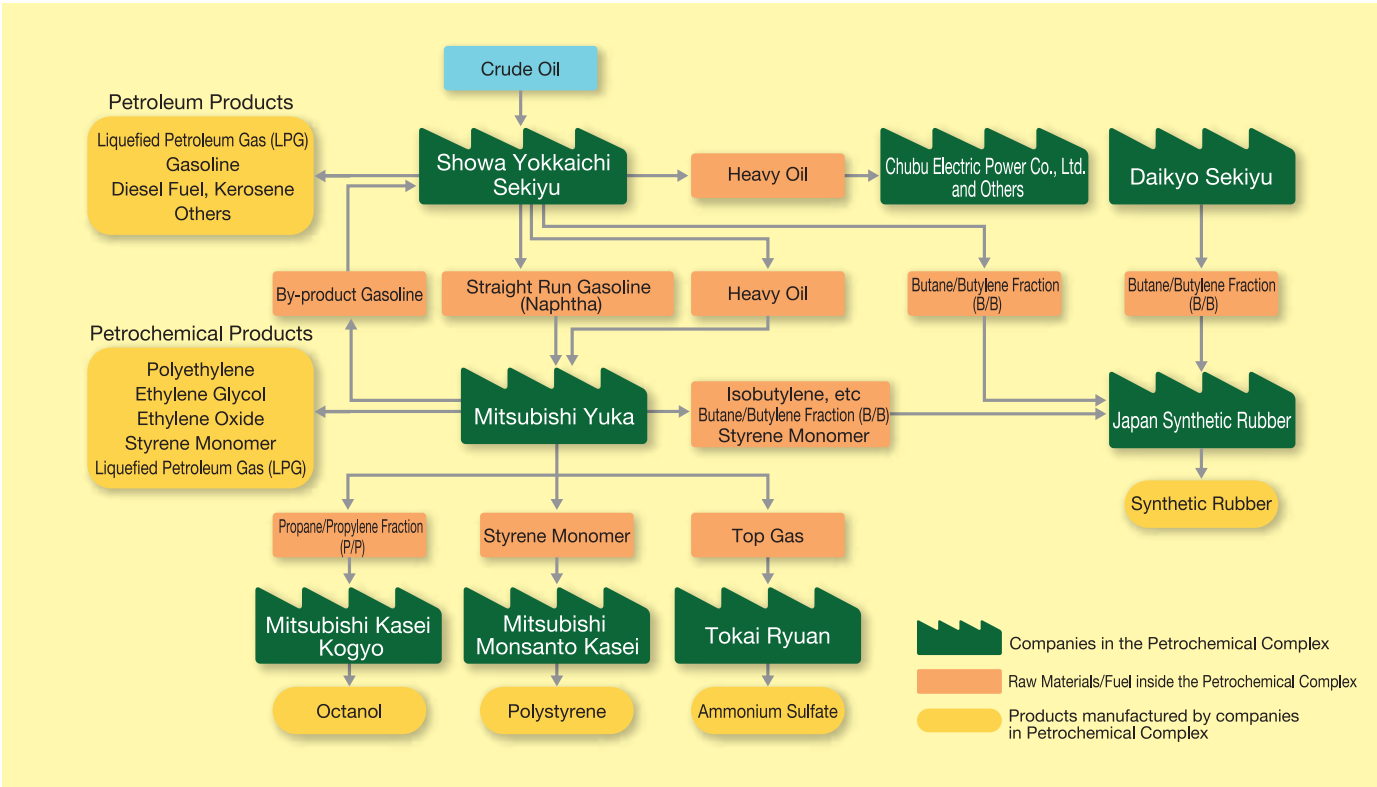 Crude Oil
Petroleum Products
Liquefied Petroleum Gas (LPG)
Gasoline
Diesel Fuel, Kerosene
Others
Showa Yokkaichi
Sekiyu
Heavy Oil
Chubu Electric Power Co., Ltd.
and Others
Daikyo Sekiyu
By-product Gasoline
Straight Run Gasoline
(Naphtha)
Heavy Oil
Butane/Butylene Fraction
(B/B)
Butane/Butylene Fraction
(B/B)
Petrochemical Products
Polyethylene
Ethylene Glycol
Ethylene Oxide
Styrene Monomer
Liquefied Petroleum Gas (LPG)
Mitsubishi Yuka
Isobutylene, etc
Butane/Butylene Fraction (B/B)
Styrene Monomer
Japan Synthetic Rubber
Synthetic Rubber
Propane/Propylene Fraction
(P/P)
Styrene Monomer
Top Gas
Mitsubishi Kasei
Kogyo
Mitsubishi
Monsanto Kasei
Tokai Ryuan
Octanol
Polystyrene
Ammonium Sulfate
Companies in the Petrochemical Complex
Raw Materials/Fuel inside the Petrochemical Complex
Products manufactured by companies
in Petrochemical Complex